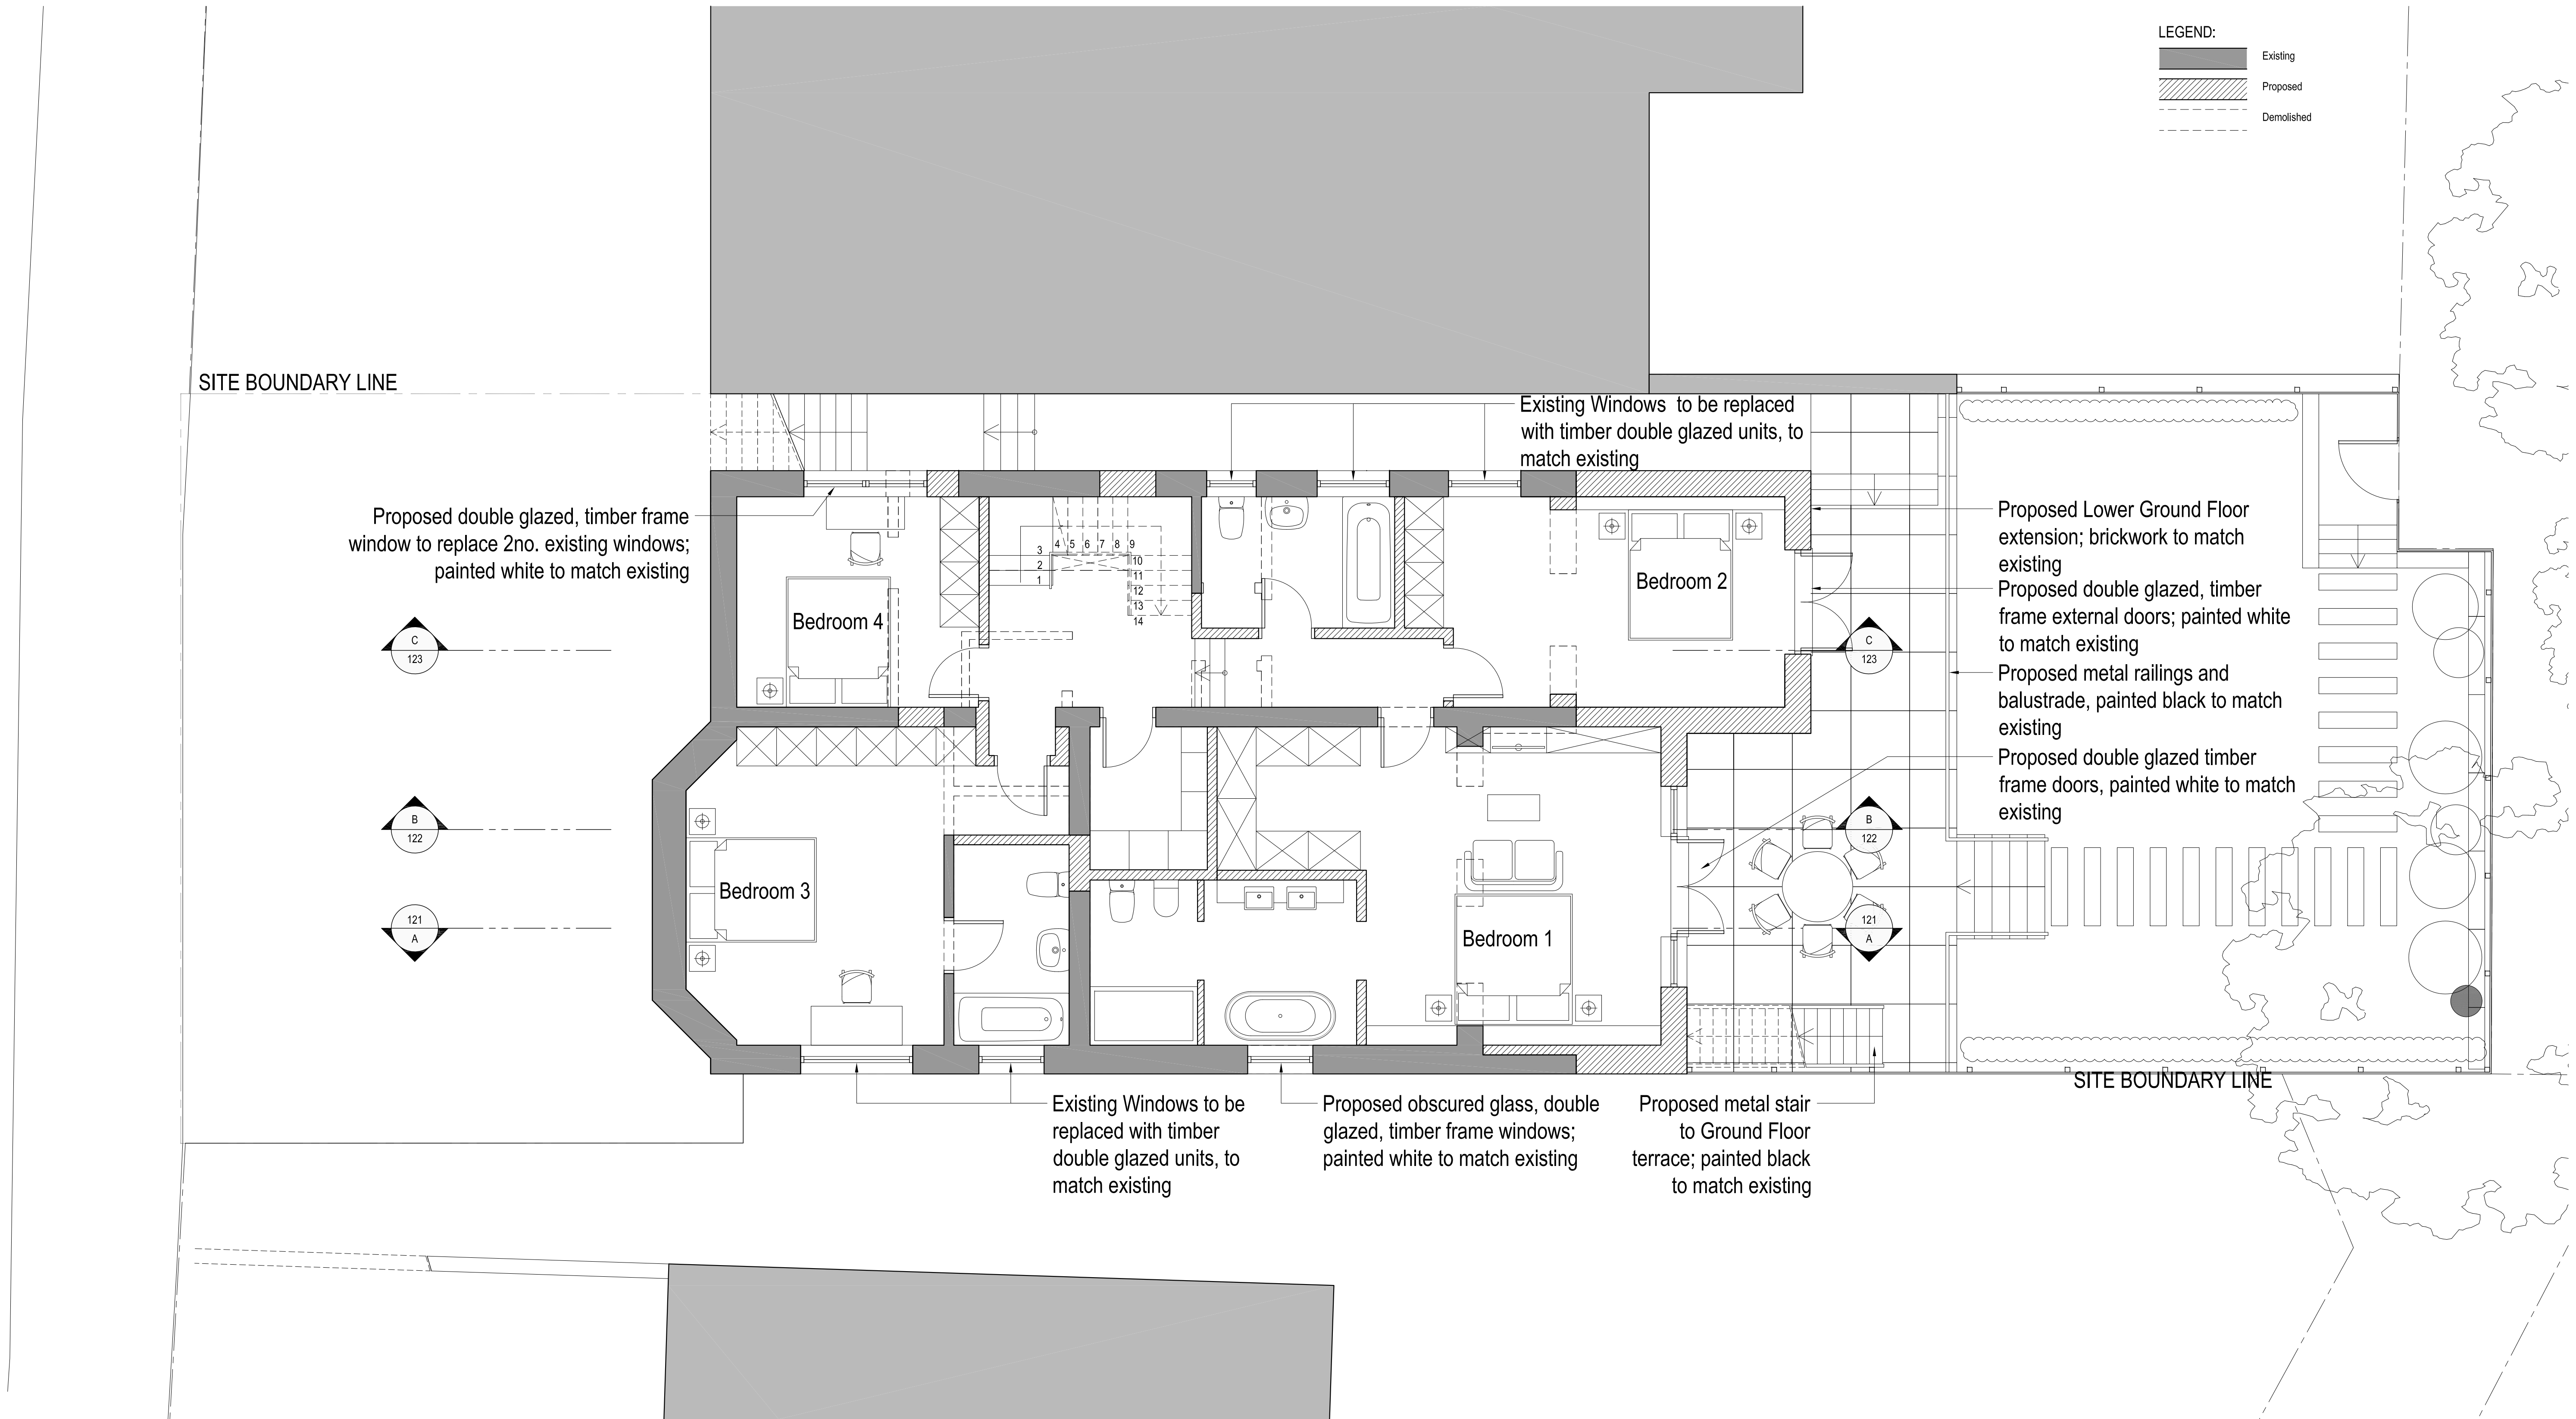 LEGEND:
Existing
Proposed
Demolished
SITE BOUNDARY LINE
Existing Windows to be replaced
with timber double glazed units, to
match existing
Proposed double glazed, timber frame
window to replace 2no. existing windows;
painted white to match existing
Proposed Lower Ground Floor
extension; brickwork to match
existing
Proposed double glazed, timber
frame external doors; painted white
to match existing
Proposed metal railings and
balustrade, painted black to match
existing
Proposed double glazed timber
frame doors, painted white to match
existing
1
2
3
4 5 6 7 8 9
10
11
12
13
14
Bedroom 4
Bedroom 2
Bedroom 3
Bedroom 1
C
123
B
122
121
A
C
123
B
122
121
A
SITE BOUNDARY LINE
Existing Windows to be
replaced with timber
double glazed units, to
match existing
Proposed obscured glass, double
glazed, timber frame windows;
painted white to match existing
Proposed metal stair
to Ground Floor
terrace; painted black
to match existing